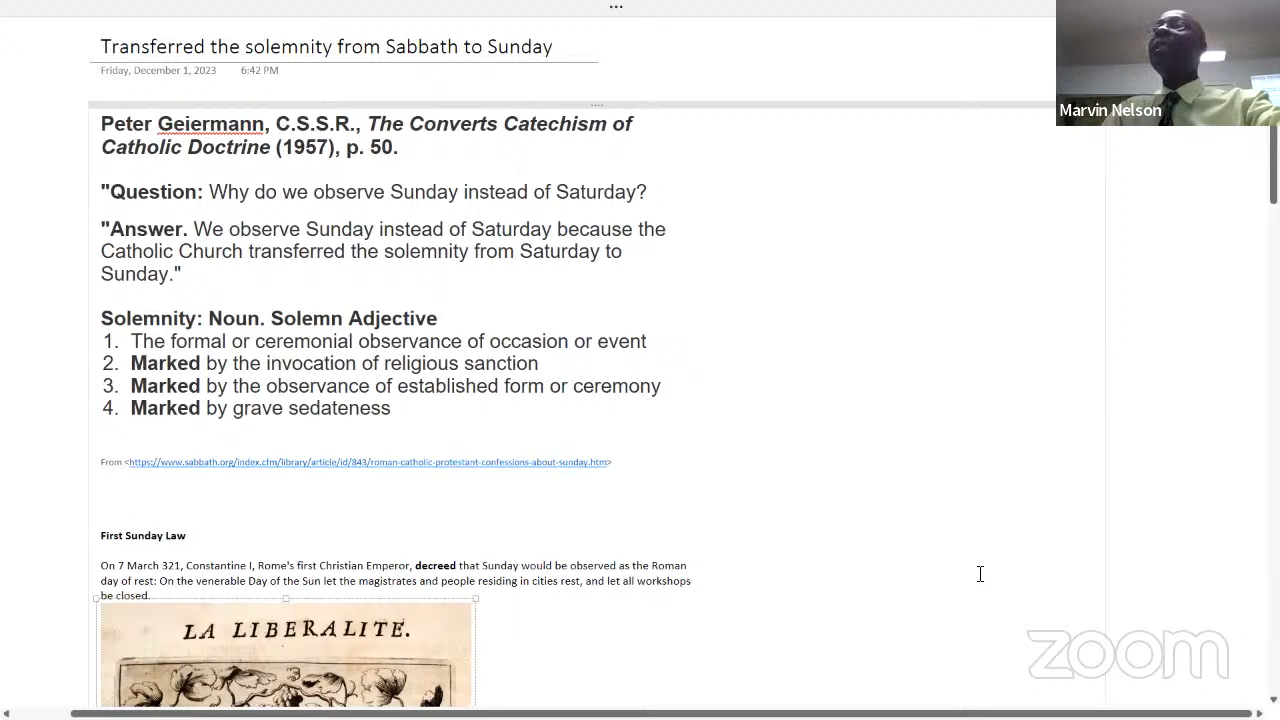 Transferred the solemnity from Sabbath to Sunday
Friday, December 1, 2023 6:42 PM
Marvin Nelson
Peter Geiermann, C.S.S.R., The Converts Catechism of
Catholic Doctrine (1957), p. 50.
"Question: Why do we observe Sunday instead of Saturday?
"Answer. We observe Sunday instead of Saturday because the
Catholic Church transferred the solemnity from Saturday to
Sunday."
Solemnity: Noun. Solemn Adjective
1. The formal or ceremonial observance of occasion or event
2. Marked by the invocation of religious sanction
3. Marked by the observance of established form or ceremony
4. Marked by grave sedateness
From <https://www.sabbath.org/index.cfm/library/article/id/843/roman-catholic-protestant-confessions-about-sunday.htm>
First Sunday Law
On 7 March 321, Constantine I, Rome's first Christian Emperor, decreed that Sunday would be observed as the Roman
day of rest: On the venerable Day of the Sun let the magistrates and people residing in cities rest, and let all workshops
be closed.
LA LIBERALITÉ.
zoom